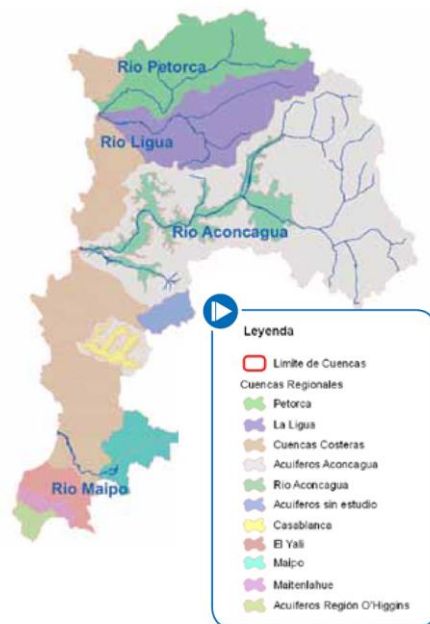 Rio Petorca
Rio Ligua
Rio Aconcagua
Rio Maipo
Leyenda
Limite de Cuencas
Cuencas Regionales
Petorca
La Ligua
Cuencas Costeras
Acuiferos Aconcagua
Rio Aconcagua
Acuiferos sin estudio
Casablanca
El Yali
Maipo
Maitenlahue
Acuiferos Región O'Higgins